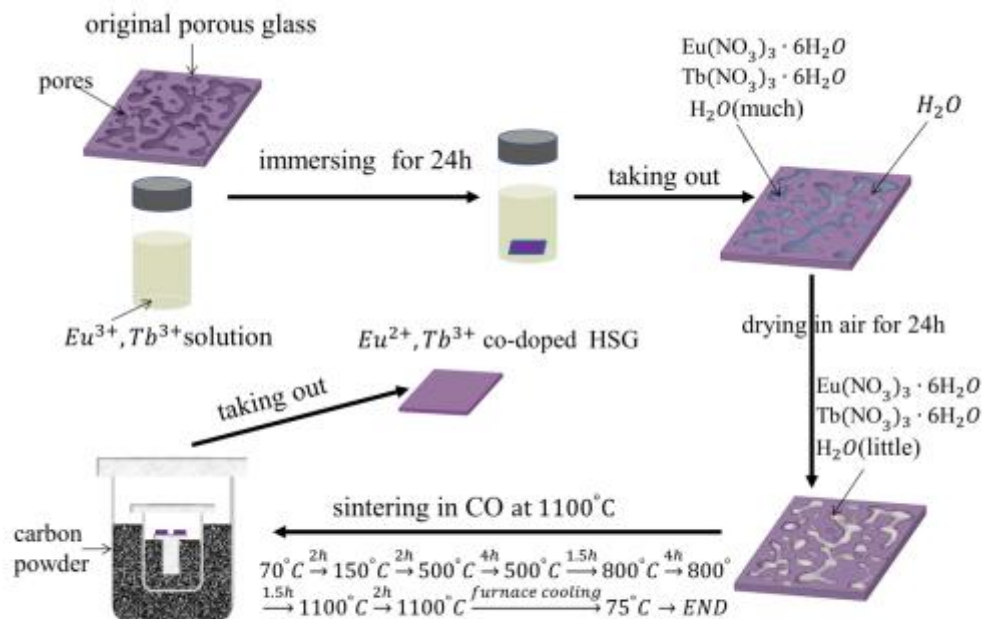 original porous glass
pores
immersing for 24h
taking out
Eu(NO₃)₃ · 6H₂O
Tb(NO₃)₃ · 6H₂O
H₂O(much)
H₂O
Eu³⁺, Tb³⁺ solution
Eu²⁺, Tb³⁺ co-doped HSG
drying in air for 24h
Eu(NO₃)₃ · 6H₂O
Tb(NO₃)₃ · 6H₂O
H₂O(little)
taking out
sintering in CO at 1100°C
carbon
powder
70°C →2h 150°C →2h 500°C →4h 500°C →1.5h 800°C →4h 800°
→1.5h 1100°C →2h 1100°C →furnace cooling 75°C → END